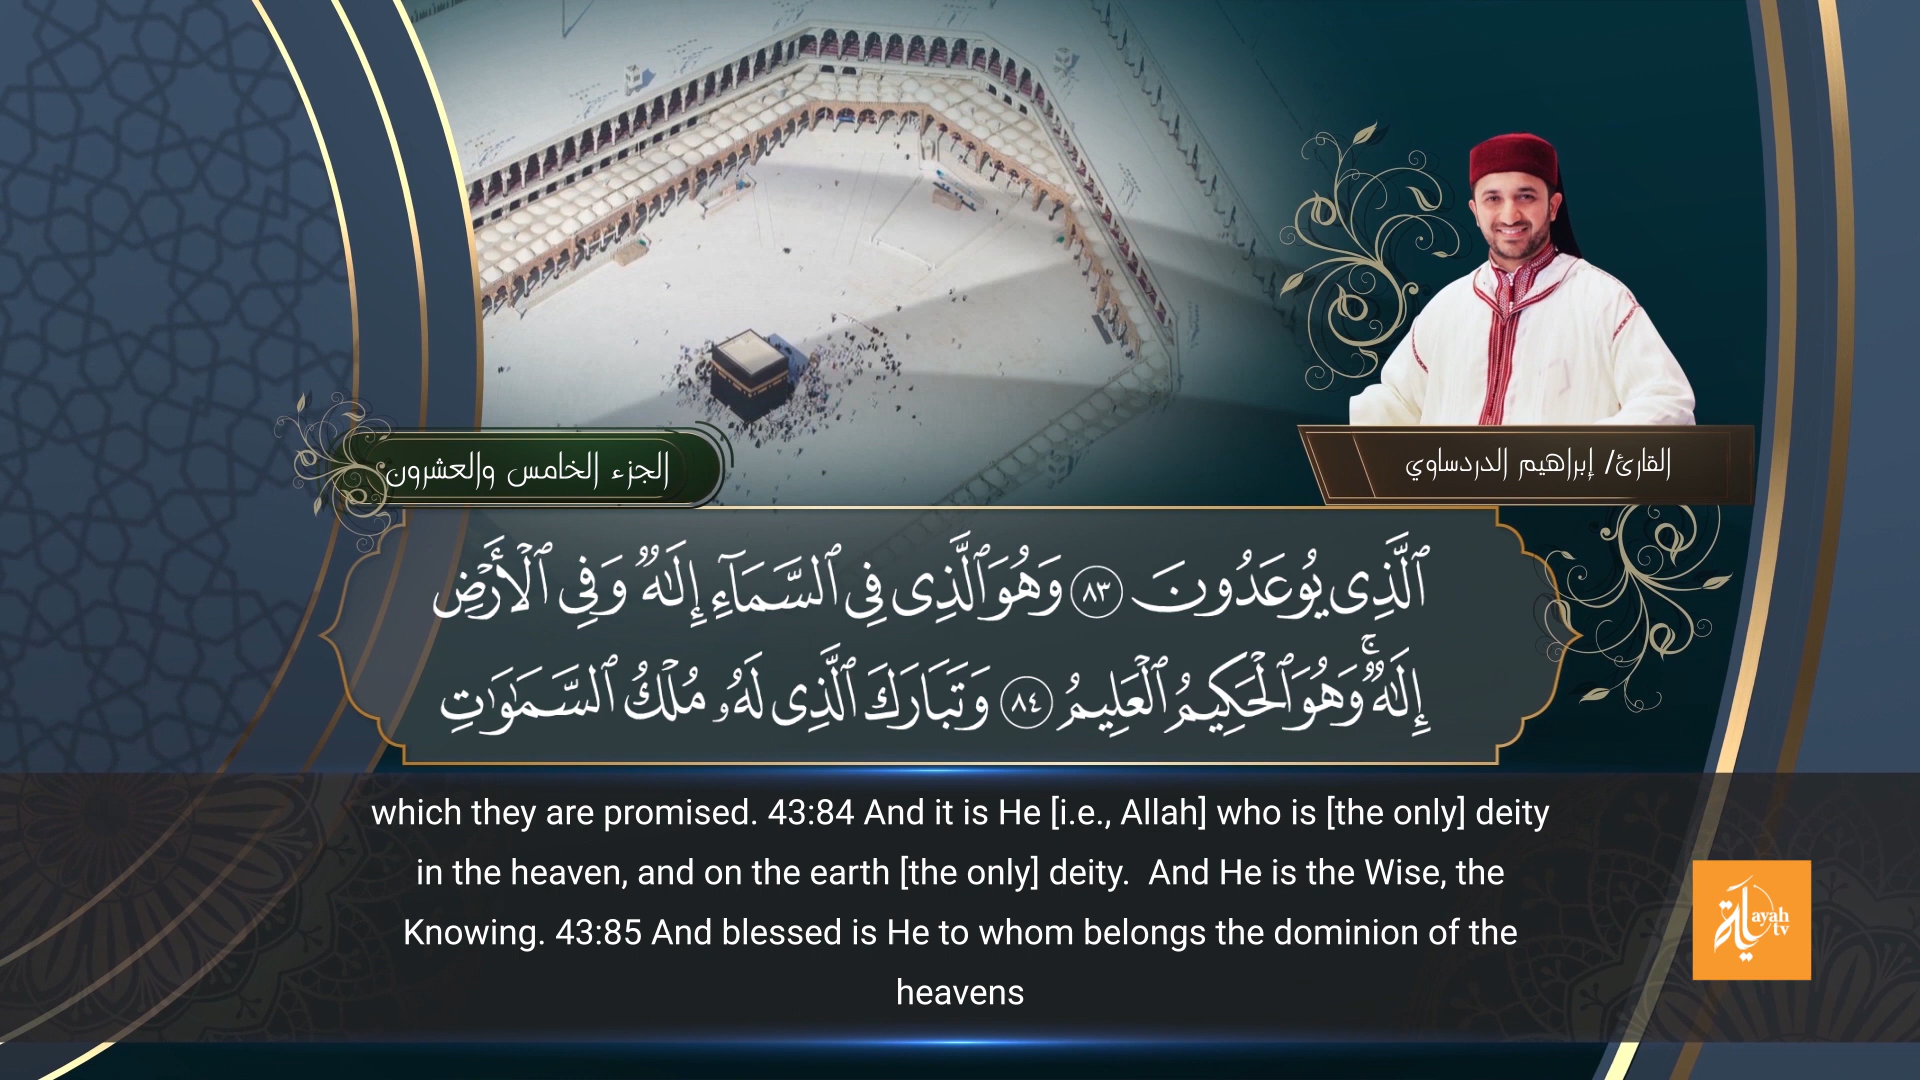 الجزء الخامس والعشرون
القارئ/ إبراهيم الدردساوي
ٱلَّذِى يُوعَدُونَ ٨٣ وَهُوَ ٱلَّذِى فِى ٱلسَّمَآءِ إِلَٰهٌ وَفِى ٱلْأَرْضِ
إِلَٰهٌ ۚ وَهُوَ ٱلْحَكِيمُ ٱلْعَلِيمُ ٨٤ وَتَبَارَكَ ٱلَّذِى لَهُۥ مُلْكُ ٱلسَّمَٰوَٰتِ
which they are promised. 43:84 And it is He [i.e., Allah] who is [the only] deity
in the heaven, and on the earth [the only] deity.  And He is the Wise, the
Knowing. 43:85 And blessed is He to whom belongs the dominion of the
heavens
آية
ayah
tv